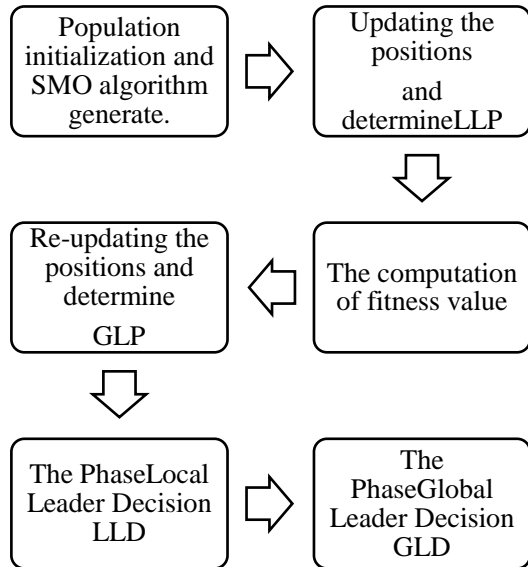 Population
initialization and
SMO algorithm
generate.
Updating the
positions
and
determineLLP
The computation
of fitness value
Re-updating the
positions and
determine
GLP
The PhaseLocal
Leader Decision
LLD
The
PhaseGlobal
Leader Decision
GLD